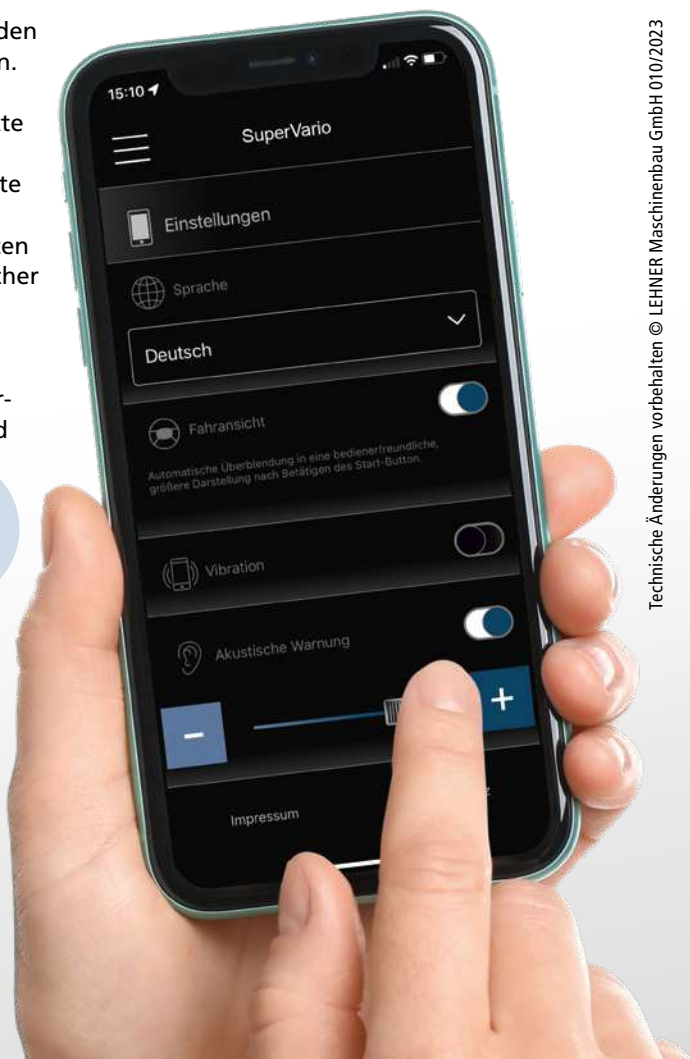 15:10
SuperVario
Einstellungen
Sprache
Deutsch
Fahransicht
Automatische Überblendung in eine bedienerfreundliche,
größere Darstellung nach Betätigen des Start-Button.
Vibration
Akustische Warnung
-
+
Impressum
Technische Änderungen vorbehalten © LEHNER Maschinenbau GmbH 010/2023